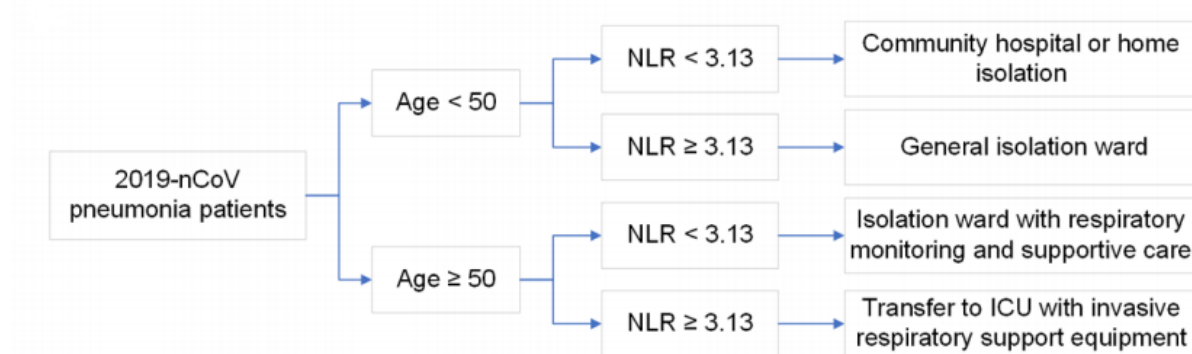 2019-nCoV
pneumonia patients
Age < 50
Age ≥ 50
NLR < 3.13
NLR ≥ 3.13
NLR < 3.13
NLR ≥ 3.13
Community hospital or home
isolation
General isolation ward
Isolation ward with respiratory
monitoring and supportive care
Transfer to ICU with invasive
respiratory support equipment